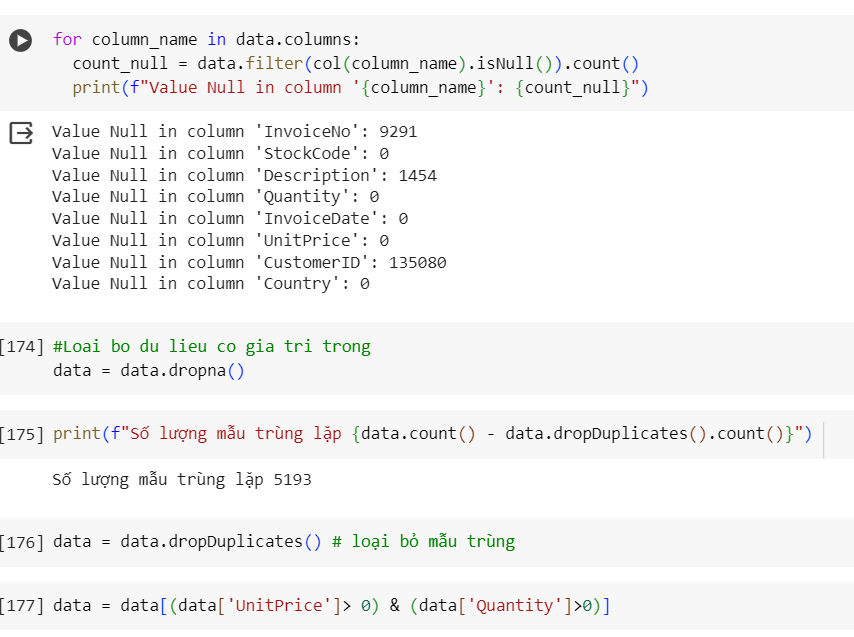 for column_name in data.columns:
count_null = data.filter(col(column_name).isNull()).count()
print(f"Value Null in column '{column_name}': {count_null}")
Value Null in column 'InvoiceNo': 9291
Value Null in column 'StockCode': 0
Value Null in column 'Description': 1454
Value Null in column 'Quantity': 0
Value Null in column 'InvoiceDate': 0
Value Null in column 'UnitPrice': 0
Value Null in column 'CustomerID': 135080
Value Null in column 'Country': 0
[174] #Loai bo du lieu co gia tri trong
data = data.dropna()
[175] print(f"Số lượng mẫu trùng lặp {data.count() - data.dropDuplicates().count()}")
Số lượng mẫu trùng lặp 5193
[176] data = data.dropDuplicates() # loại bỏ mẫu trùng
[177] data = data[(data['UnitPrice']> 0) & (data['Quantity']>0)]